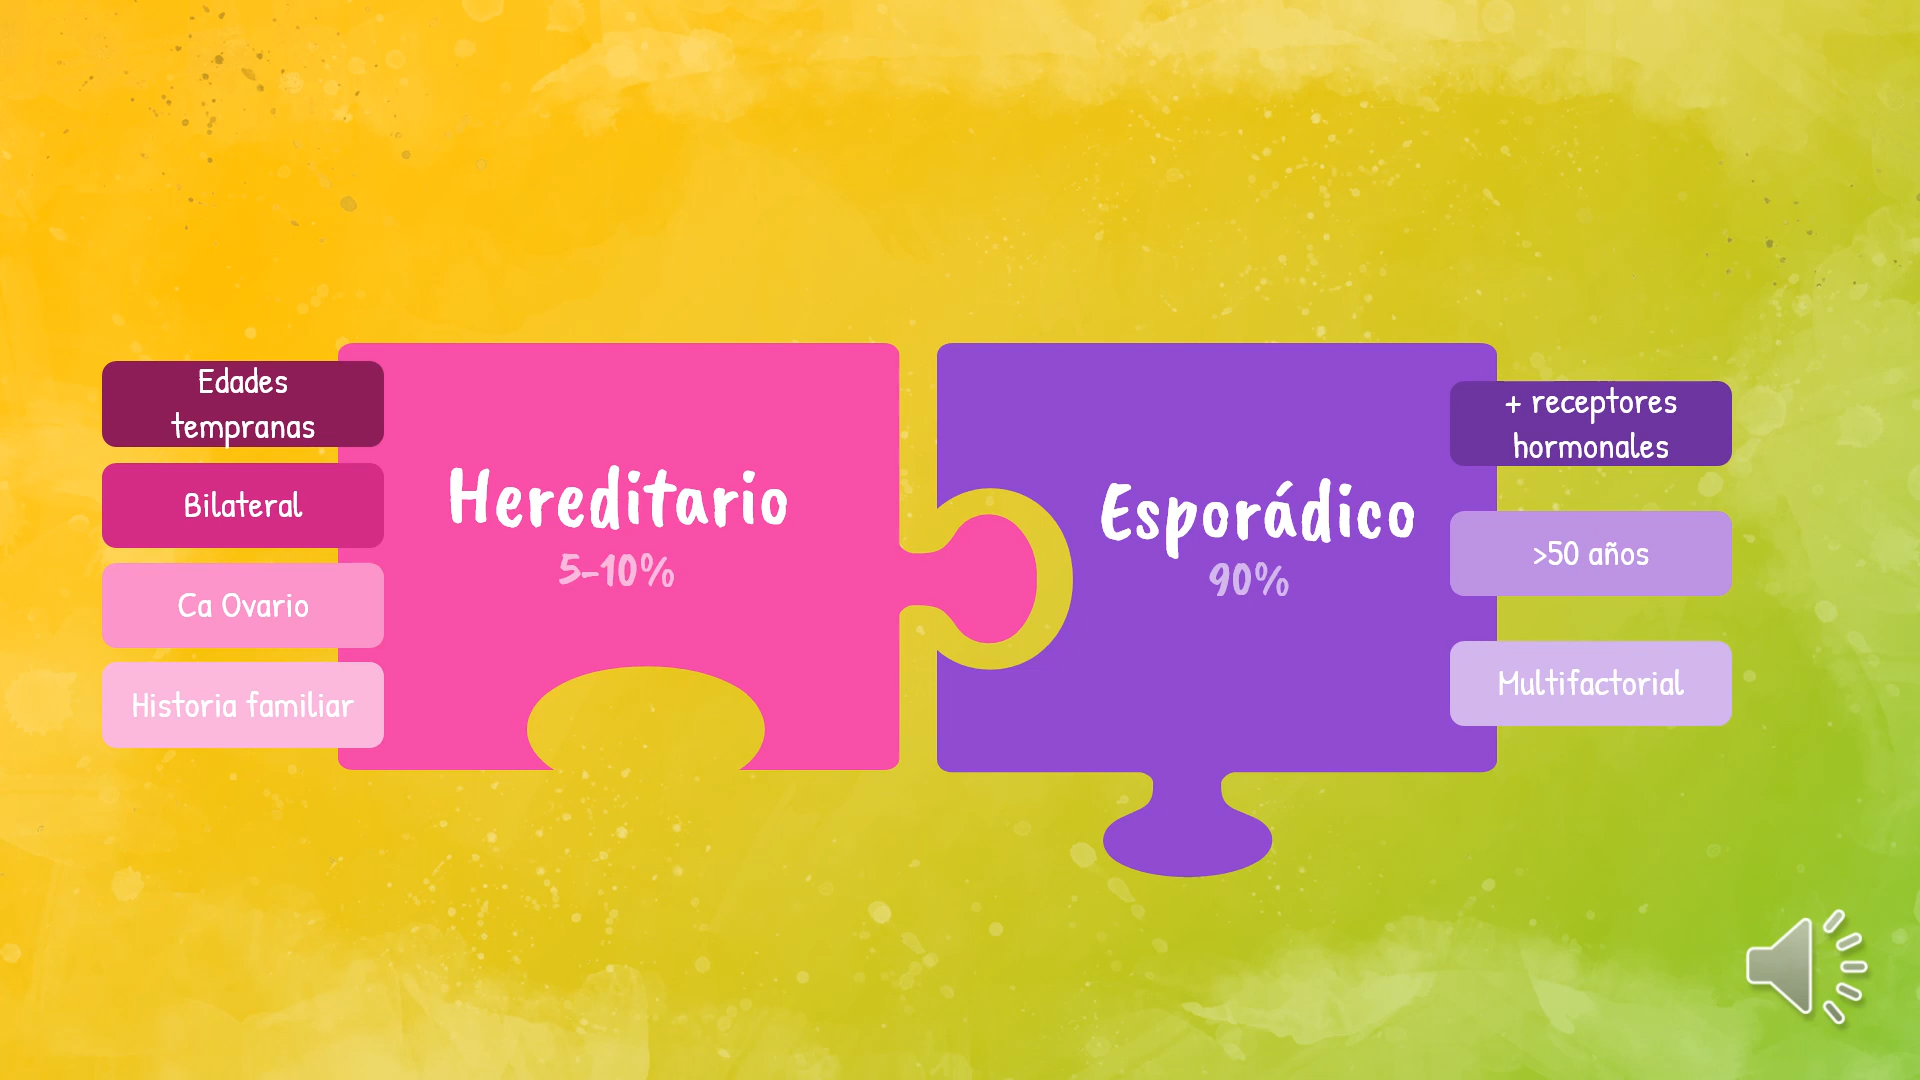 Edades
tempranas
Bilateral
Ca Ovario
Historia familiar
Hereditario
5-10%
Esporádico
90%
+ receptores
hormonales
>50 años
Multifactorial